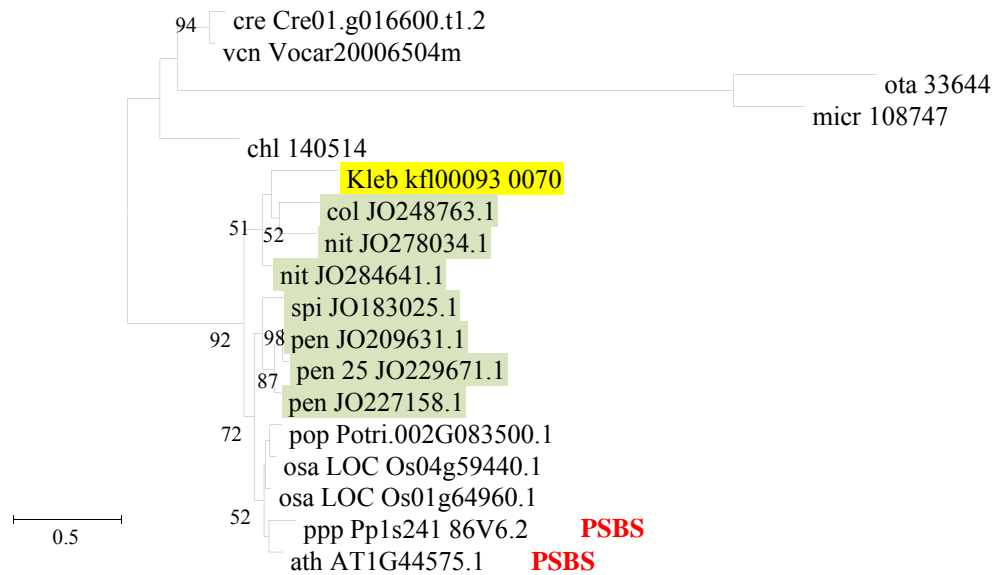 94
cre Cre01.g016600.t1.2
vcn Vocar20006504m
ota 33644
micr 108747
chl 140514
Kleb kfl00093 0070
col JO248763.1
51
52
nit JO278034.1
nit JO284641.1
spi JO183025.1
92
98
pen JO209631.1
pen 25 JO229671.1
87
pen JO227158.1
72
pop Potri.002G083500.1
osa LOC Os04g59440.1
osa LOC Os01g64960.1
52
ppp Pp1s241 86V6.2 PSBS
0.5
ath AT1G44575.1 PSBS